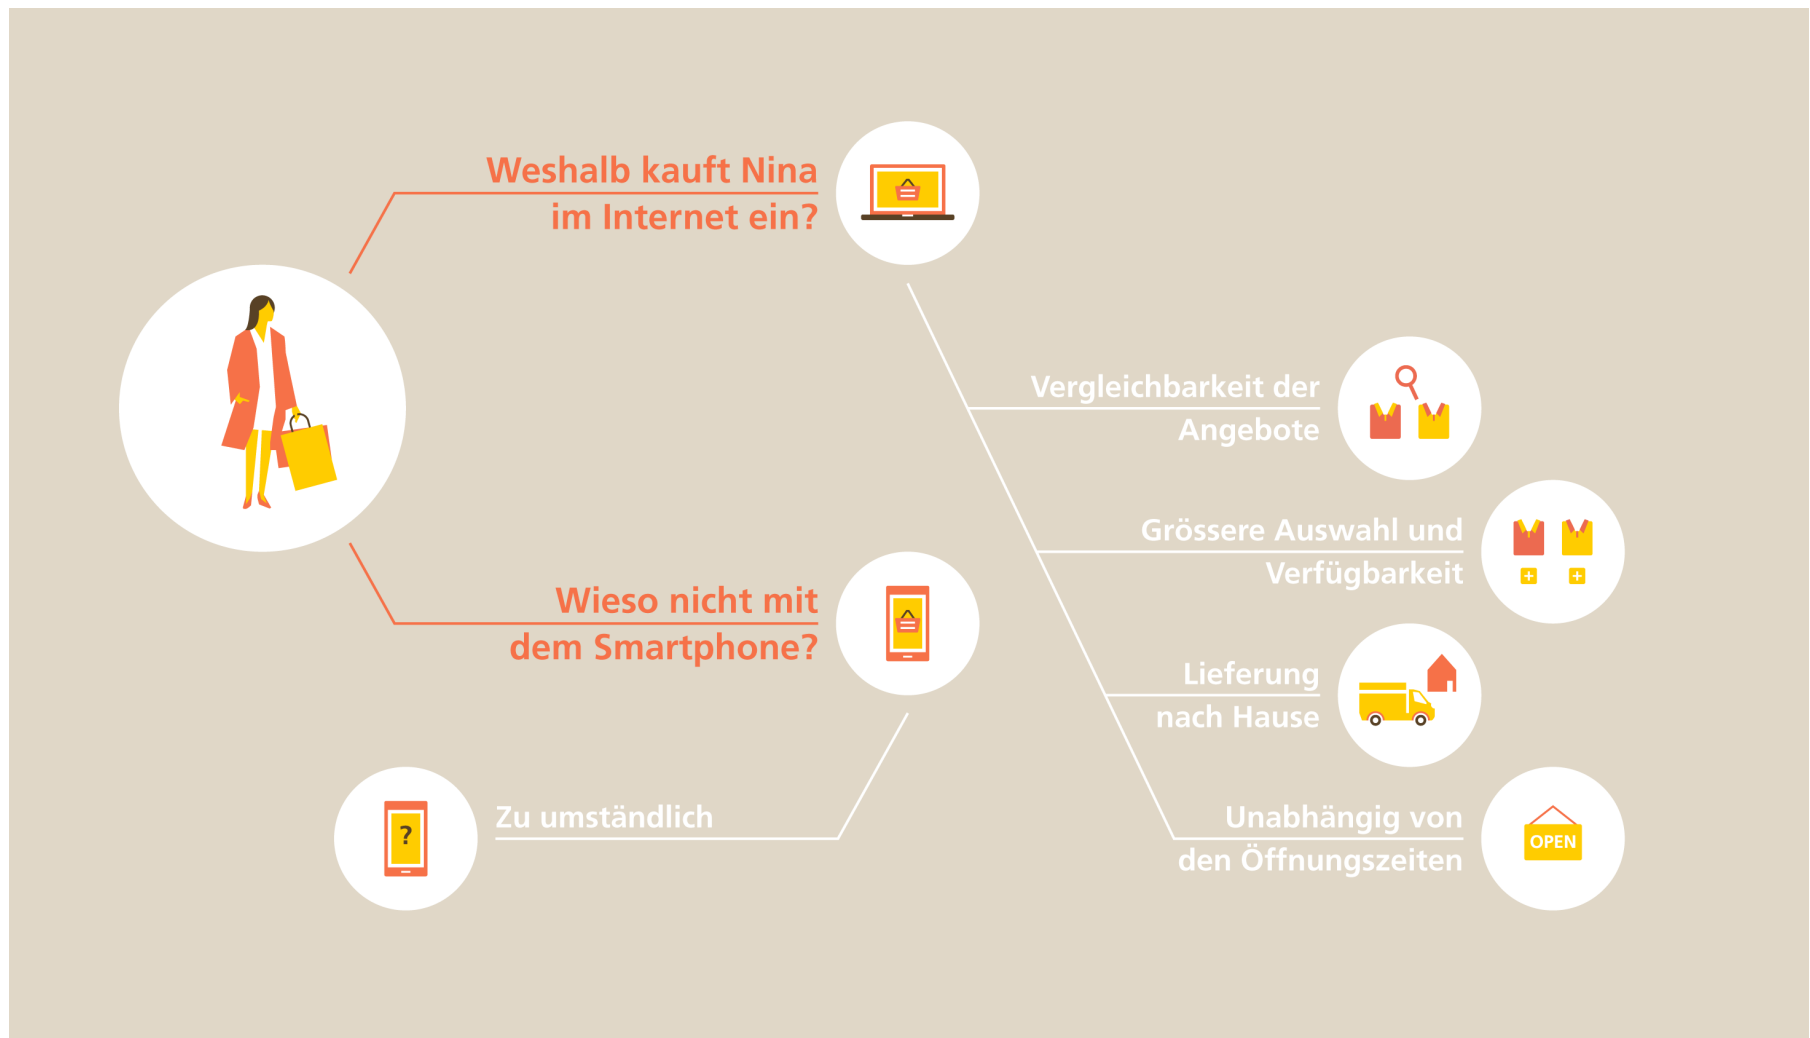 Weshalb kauft Nina
im Internet ein?
Vergleichbarkeit der
Angebote
Grössere Auswahl und
Verfügbarkeit
Wieso nicht mit
dem Smartphone?
Lieferung
nach Hause
?
Zu umständlich
Unabhängig von
den Öffnungszeiten
OPEN